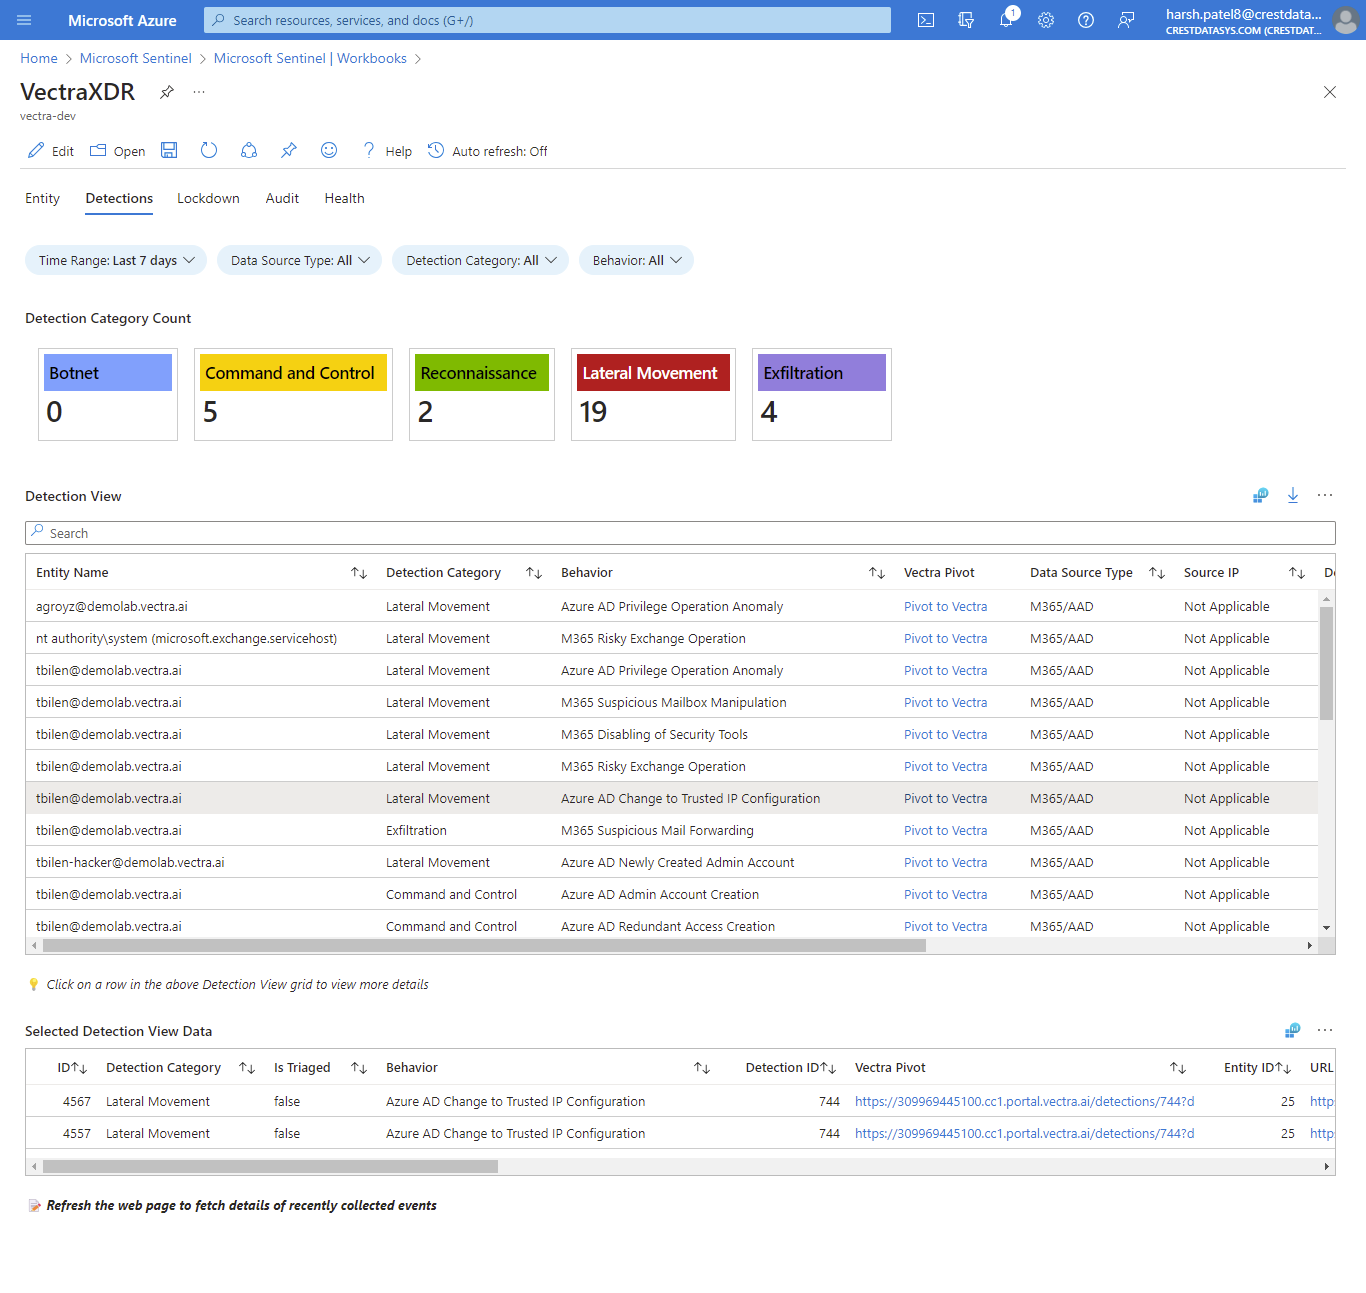 Microsoft Azure
Search resources, services, and docs (G+/)
1
harsh.patel8@crestdata...
CRESTDATASYS.COM (CRESTDAT...
Home > Microsoft Sentinel > Microsoft Sentinel | Workbooks >
VectraXDR
vectra-dev
Edit Open ? Help Auto refresh: Off
Entity Detections Lockdown Audit Health
Time Range: Last 7 days Data Source Type: All Detection Category: All Behavior: All
Detection Category Count
Botnet Command and Control Reconnaissance Lateral Movement Exfiltration
0 5 2 19 4
Detection View
Search
Entity Name Detection Category Behavior Vectra Pivot Data Source Type Source IP De
agroyz@demolab.vectra.ai Lateral Movement Azure AD Privilege Operation Anomaly Pivot to Vectra M365/AAD Not Applicable
nt authority\system (microsoft.exchange.servicehost) Lateral Movement M365 Risky Exchange Operation Pivot to Vectra M365/AAD Not Applicable
tbilen@demolab.vectra.ai Lateral Movement Azure AD Privilege Operation Anomaly Pivot to Vectra M365/AAD Not Applicable
tbilen@demolab.vectra.ai Lateral Movement M365 Suspicious Mailbox Manipulation Pivot to Vectra M365/AAD Not Applicable
tbilen@demolab.vectra.ai Lateral Movement M365 Disabling of Security Tools Pivot to Vectra M365/AAD Not Applicable
tbilen@demolab.vectra.ai Lateral Movement M365 Risky Exchange Operation Pivot to Vectra M365/AAD Not Applicable
tbilen@demolab.vectra.ai Lateral Movement Azure AD Change to Trusted IP Configuration Pivot to Vectra M365/AAD Not Applicable
tbilen@demolab.vectra.ai Exfiltration M365 Suspicious Mail Forwarding Pivot to Vectra M365/AAD Not Applicable
tbilen-hacker@demolab.vectra.ai Lateral Movement Azure AD Newly Created Admin Account Pivot to Vectra M365/AAD Not Applicable
tbilen@demolab.vectra.ai Command and Control Azure AD Admin Account Creation Pivot to Vectra M365/AAD Not Applicable
tbilen@demolab.vectra.ai Command and Control Azure AD Redundant Access Creation Pivot to Vectra M365/AAD Not Applicable
Click on a row in the above Detection View grid to view more details
Selected Detection View Data
ID Detection Category Is Triaged Behavior Detection ID Vectra Pivot Entity ID URL
4567 Lateral Movement false Azure AD Change to Trusted IP Configuration 744 https://309969445100.cc1.portal.vectra.ai/detections/744?d 25 http
4557 Lateral Movement false Azure AD Change to Trusted IP Configuration 744 https://309969445100.cc1.portal.vectra.ai/detections/744?d 25 http
Refresh the web page to fetch details of recently collected events